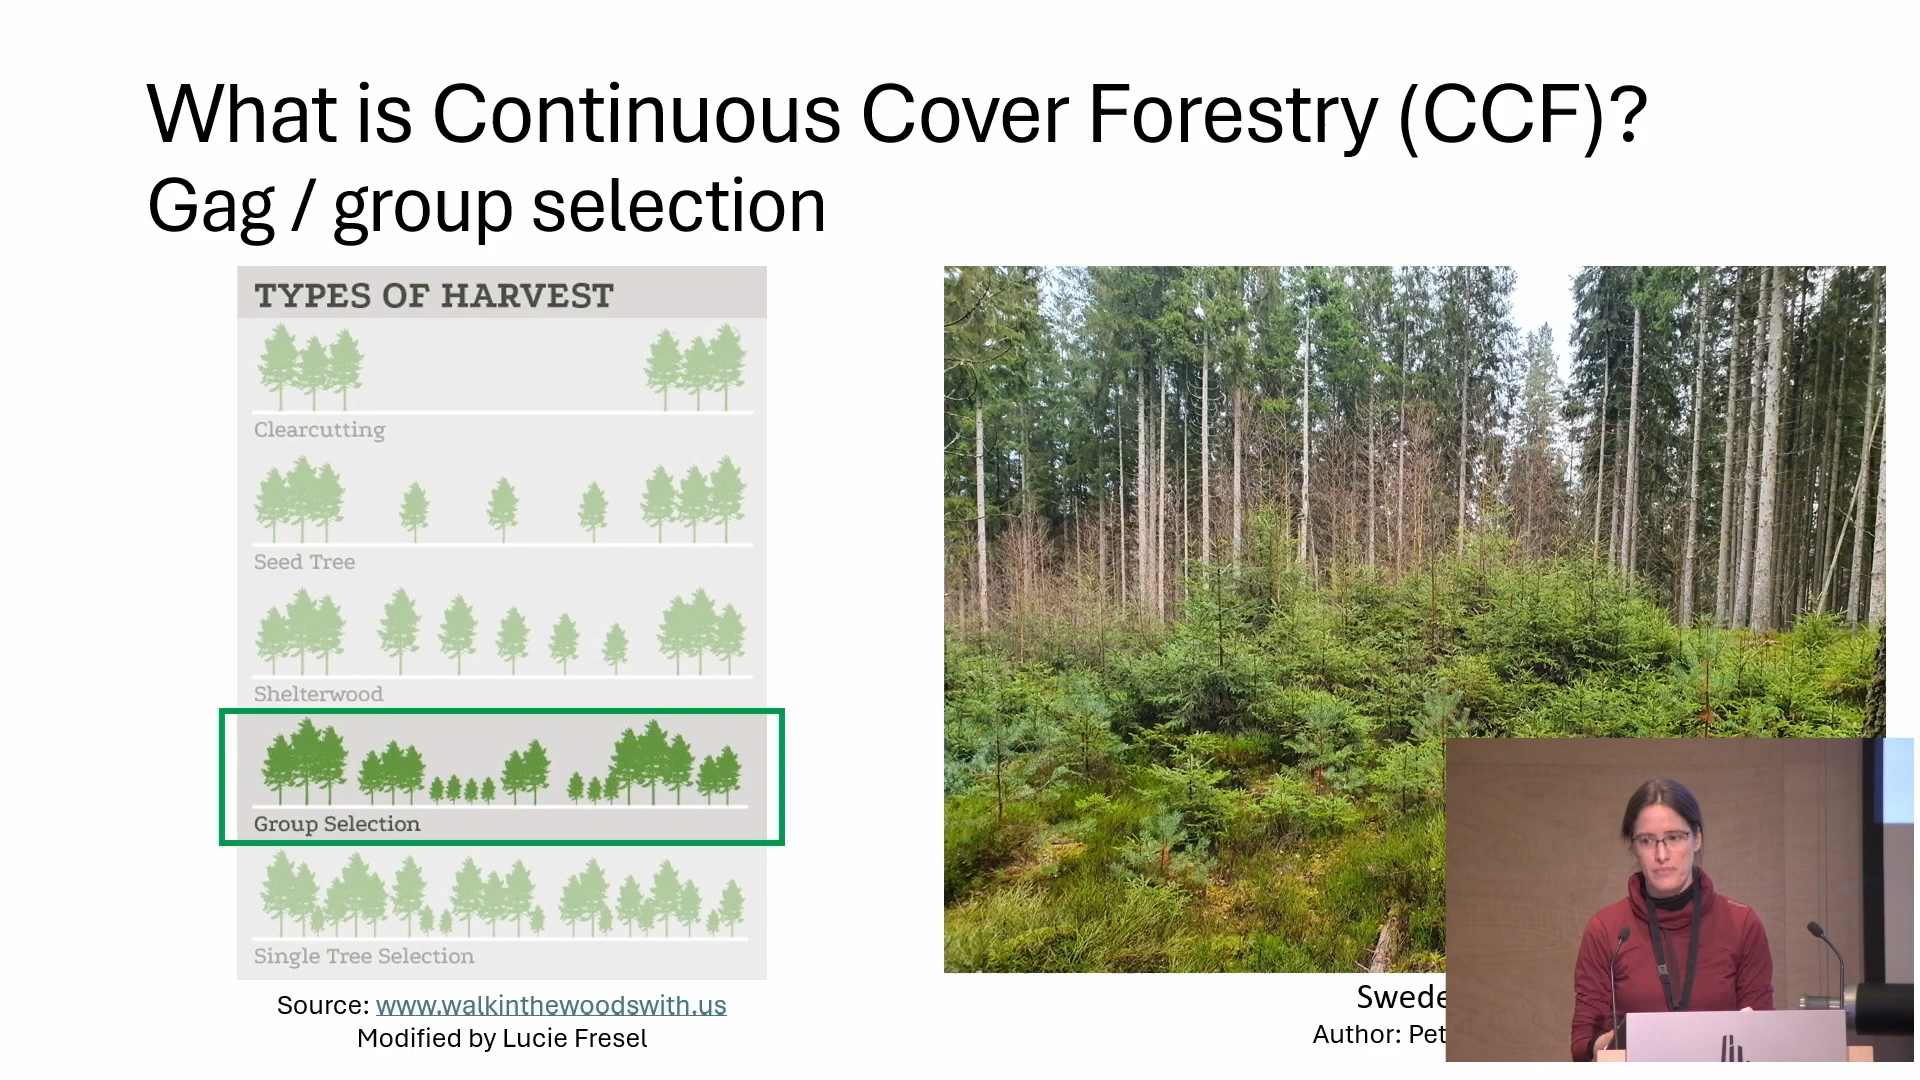 What is Continuous Cover Forestry (CCF)?
Gag / group selection
TYPES OF HARVEST
Clearcutting
Seed Tree
Shelterwood
Group Selection
Single Tree Selection
Source: www.walkinthewoodswith.us
Modified by Lucie Fresel
Swede
Author: Pet